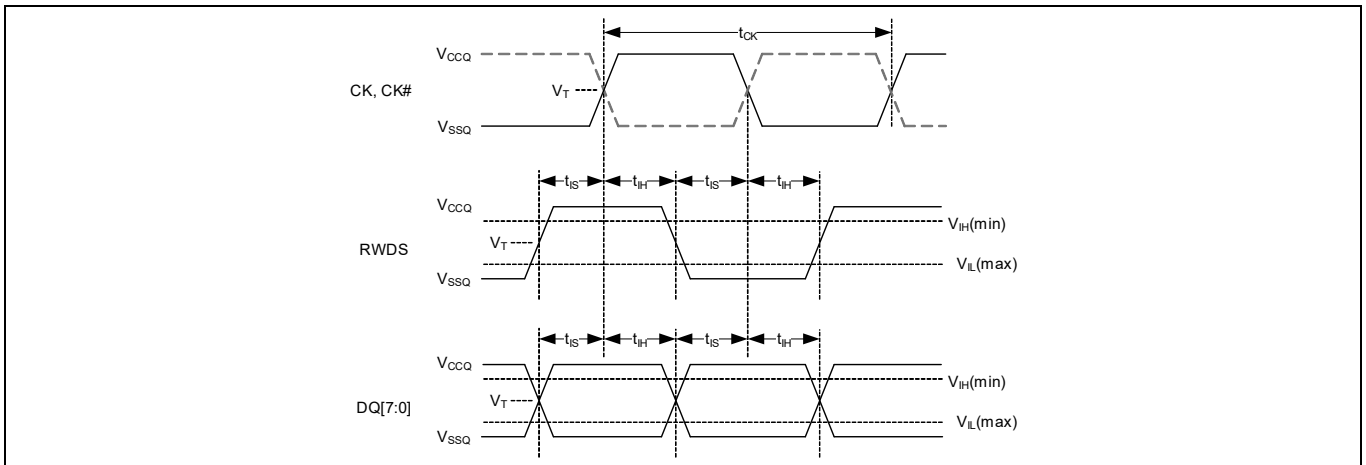 tCK
VCCQ
CK, CK#
VT
VSSQ
tIS
tIH
tIS
tIH
VCCQ
VIH(min)
VT
RWDS
VIL(max)
VSSQ
tIS
tIH
tIS
tIH
VCCQ
VIH(min)
VT
DQ[7:0]
VIL(max)
VSSQ